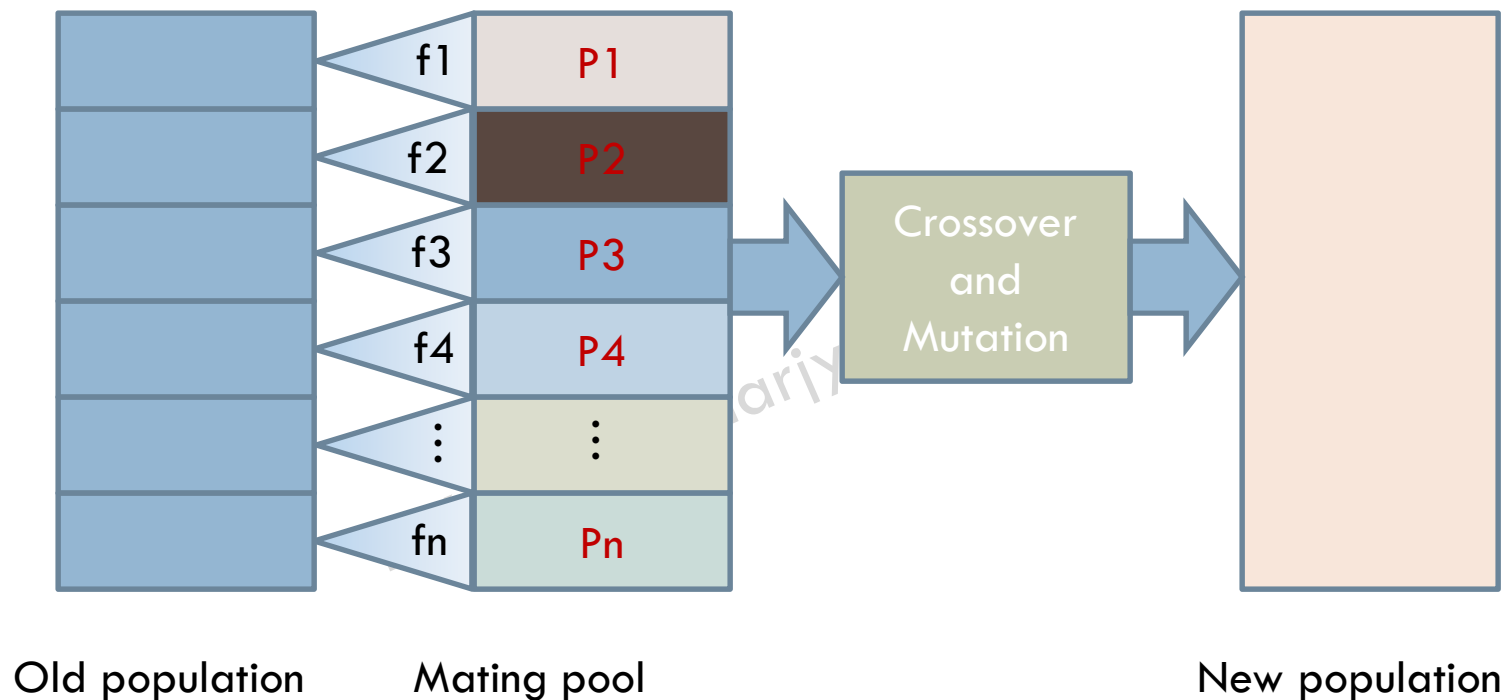 f1
P1
f2
P2
f3
P3
f4
P4
⋮
⋮
fn
Pn
Crossover
and
Mutation
Old population
Mating pool
New population